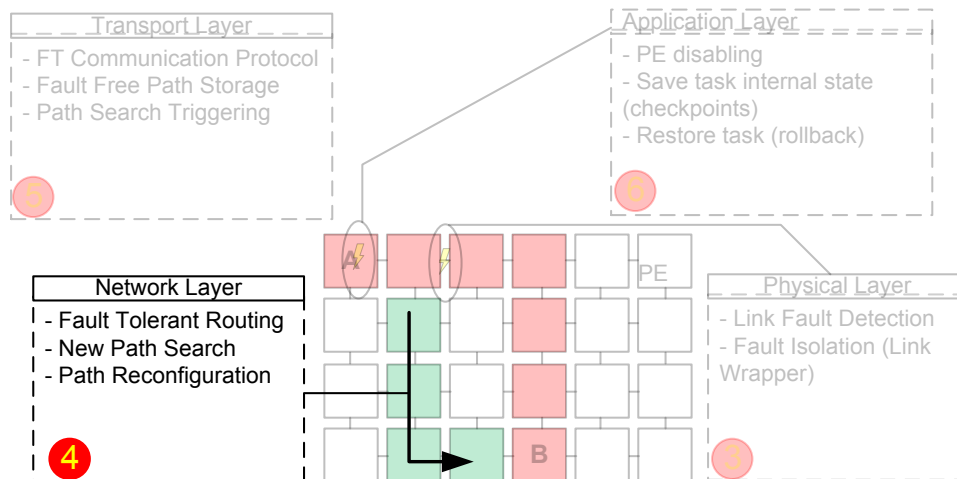 Transport Layer
- FT Communication Protocol
- Fault Free Path Storage
- Path Search Triggering
5
Application Layer
- PE disabling
- Save task internal state
(checkpoints)
- Restore task (rollback)
6
A
PE
B
Network Layer
- Fault Tolerant Routing
- New Path Search
- Path Reconfiguration
4
Physical Layer
- Link Fault Detection
- Fault Isolation (Link
Wrapper)
3